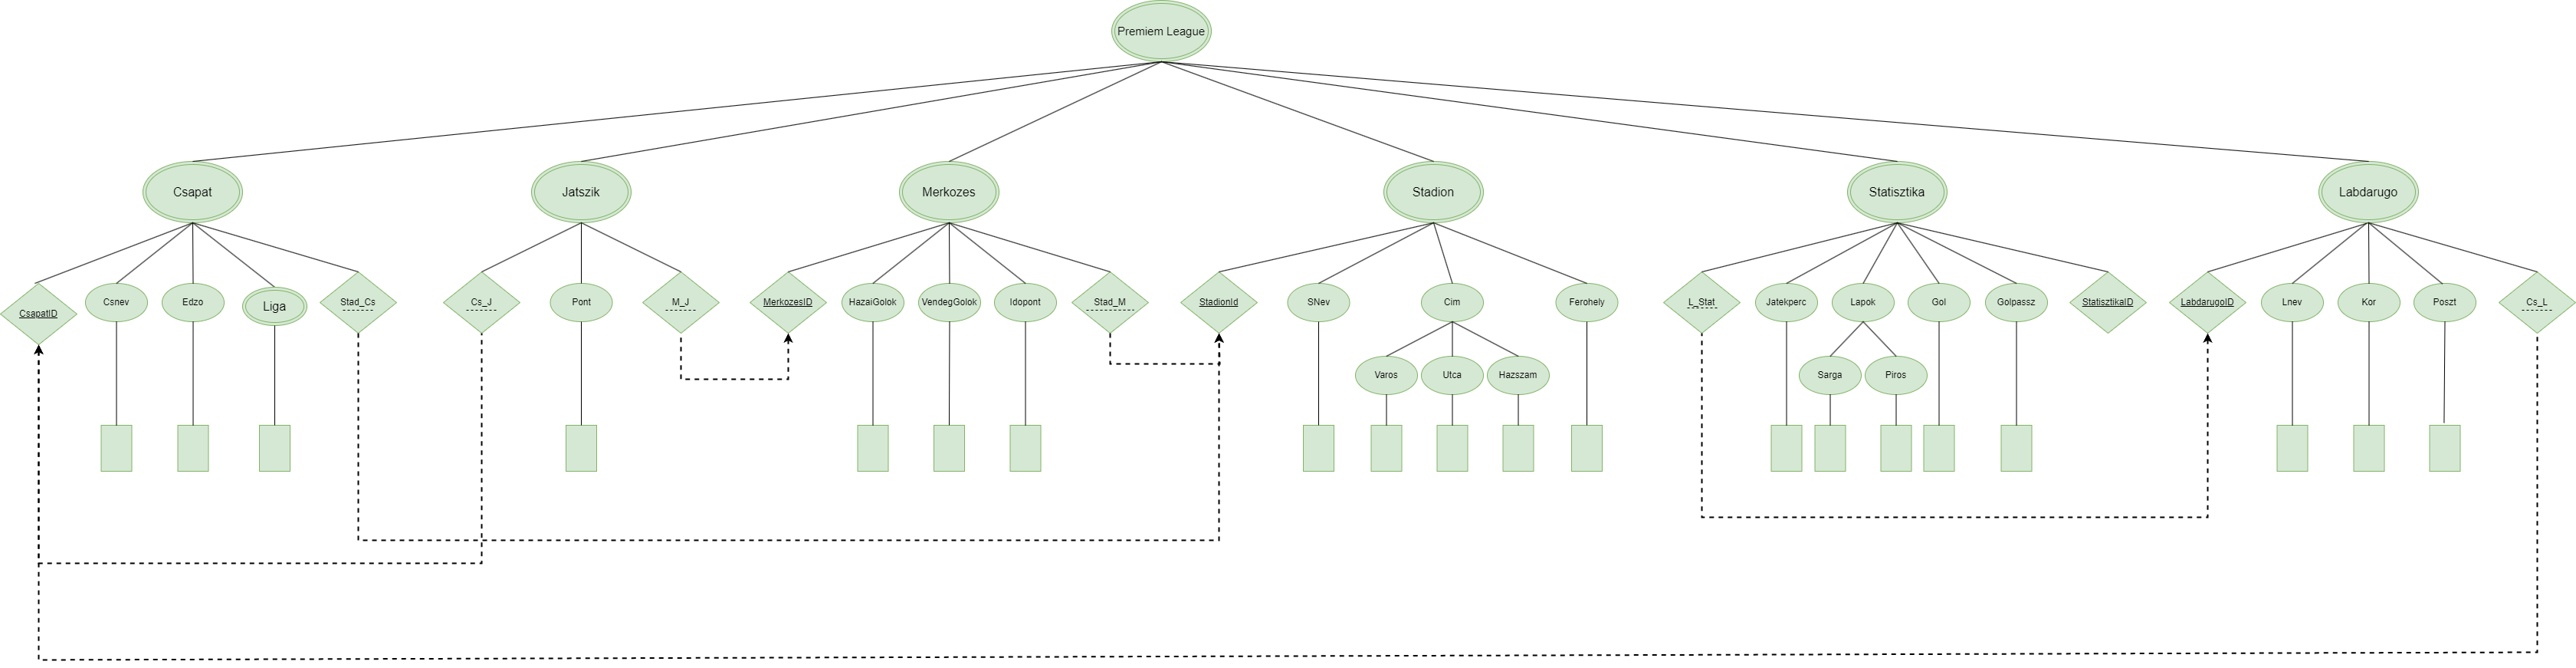 Premiem League
Csapat
Jatszik
Merkozes
Stadion
Statisztika
Labdarugo
CsapatID
Csnev
Edzo
Liga
Stad_Cs
Cs_J
Pont
M_J
MerkozesID
HazaiGolok
VendegGolok
Idopont
Stad_M
StadionId
SNev
Cim
Ferohely
L_Stat
Jatekperc
Lapok
Gol
Golpassz
StatisztikaID
LabdarugoID
Lnev
Kor
Poszt
Cs_L
Varos
Utca
Hazszam
Sarga
Piros